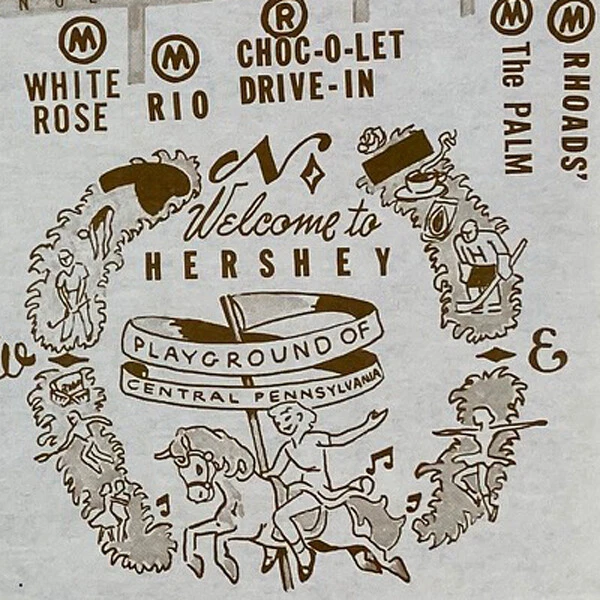 M
M
R
M
M
WHITE
ROSE
RIO
CHOC-O-LET
DRIVE-IN
The PALM
RHOADS'
N
Welcome to
HERSHEY
PLAYGROUND OF
CENTRAL PENNSYLVANIA
W
E